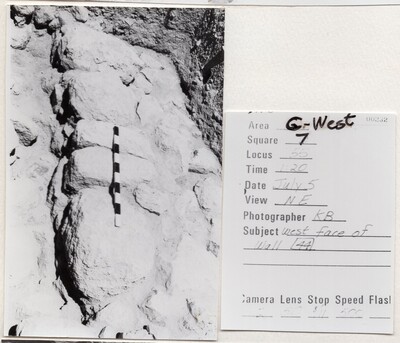 Area G-West
Square 7
Locus
Time
Date July 5
View NE
Photographer KB
Subject West face of
Wall
Camera Lens Stop Speed Flash